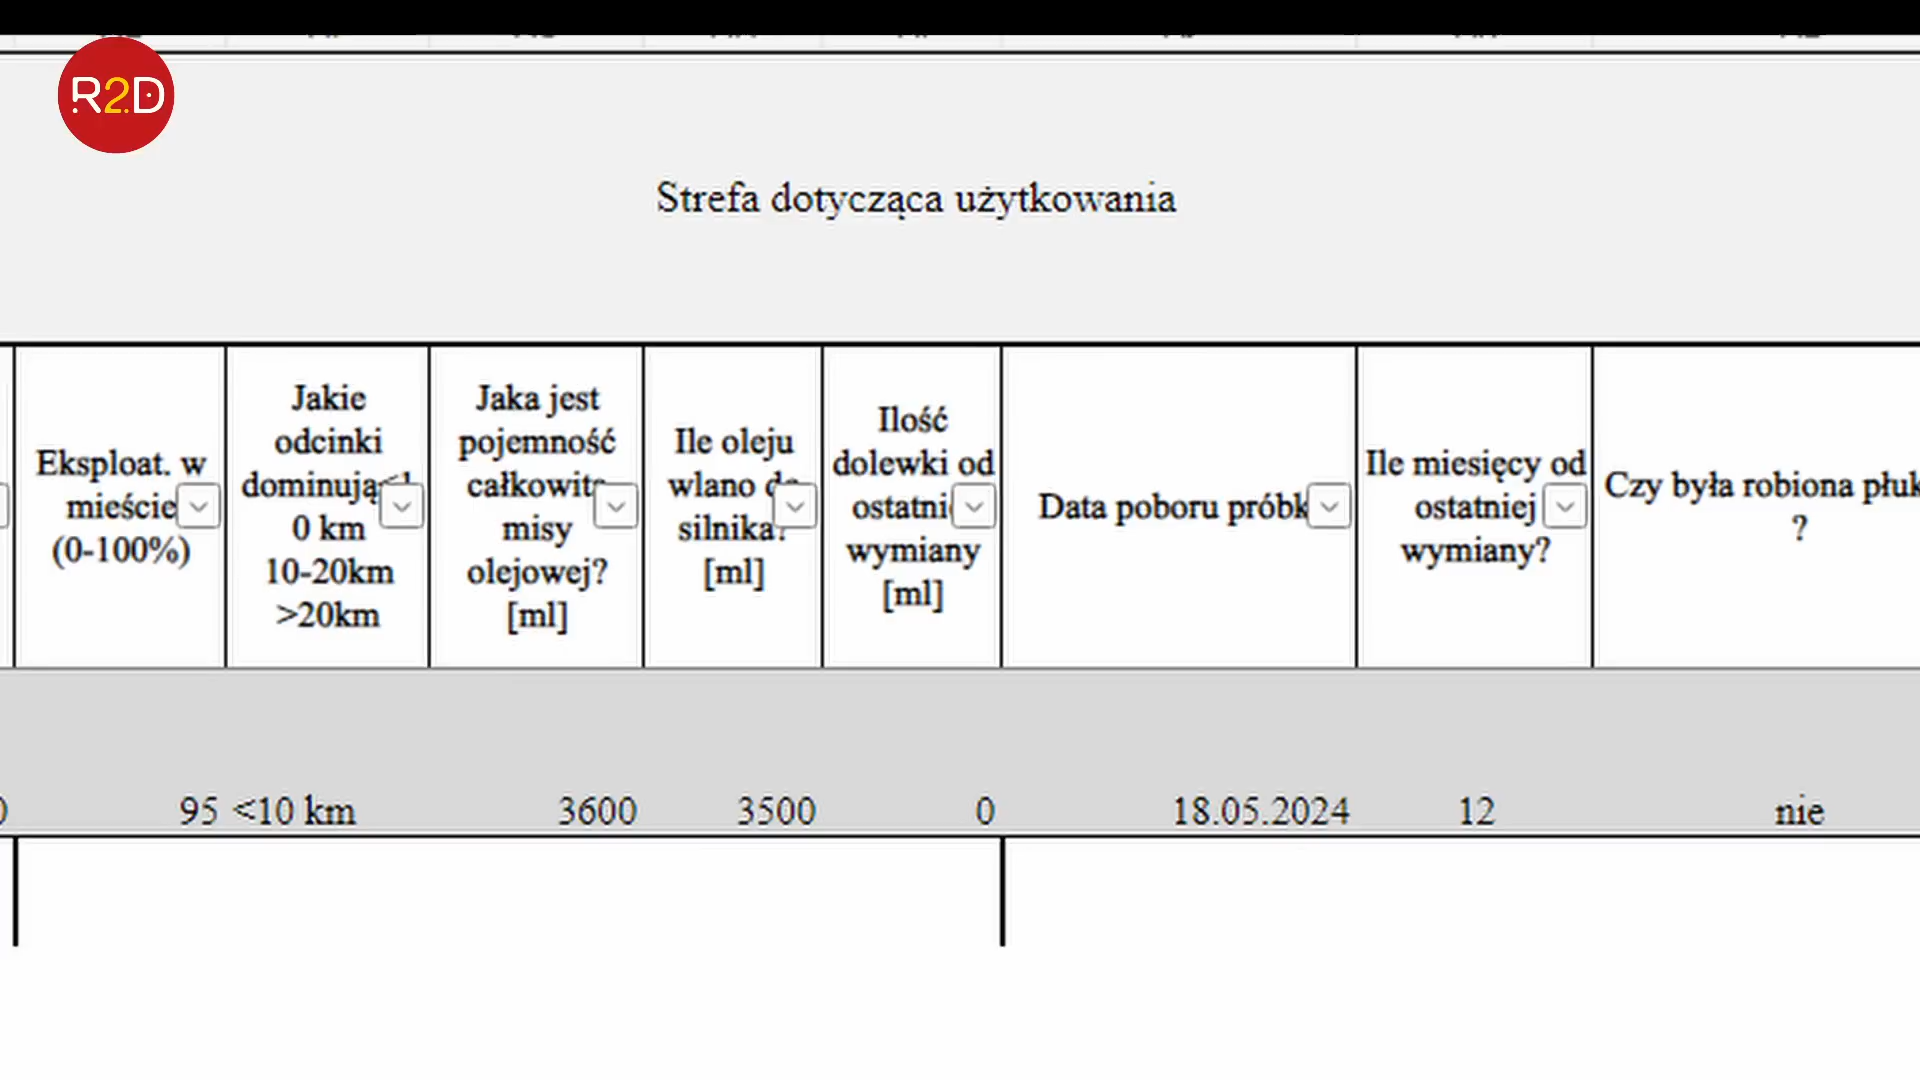 R2D
Strefa dotycząca użytkowania
Eksploat. w
mieście
(0-100%)
Jakie
odcinki
0 km
10-20km
>20km
Jaka jest
pojemność
misy
olejowej?
[ml]
Ile oleju
wlano
silnika?
[ml]
Ilość
dolewki od
wymiany
[ml]
Data poboru
Ile miesięcy od
ostatniej
wymiany?
Czy była robiona
?
95 <10 km 3600 3500 0 18.05.2024 12 nie